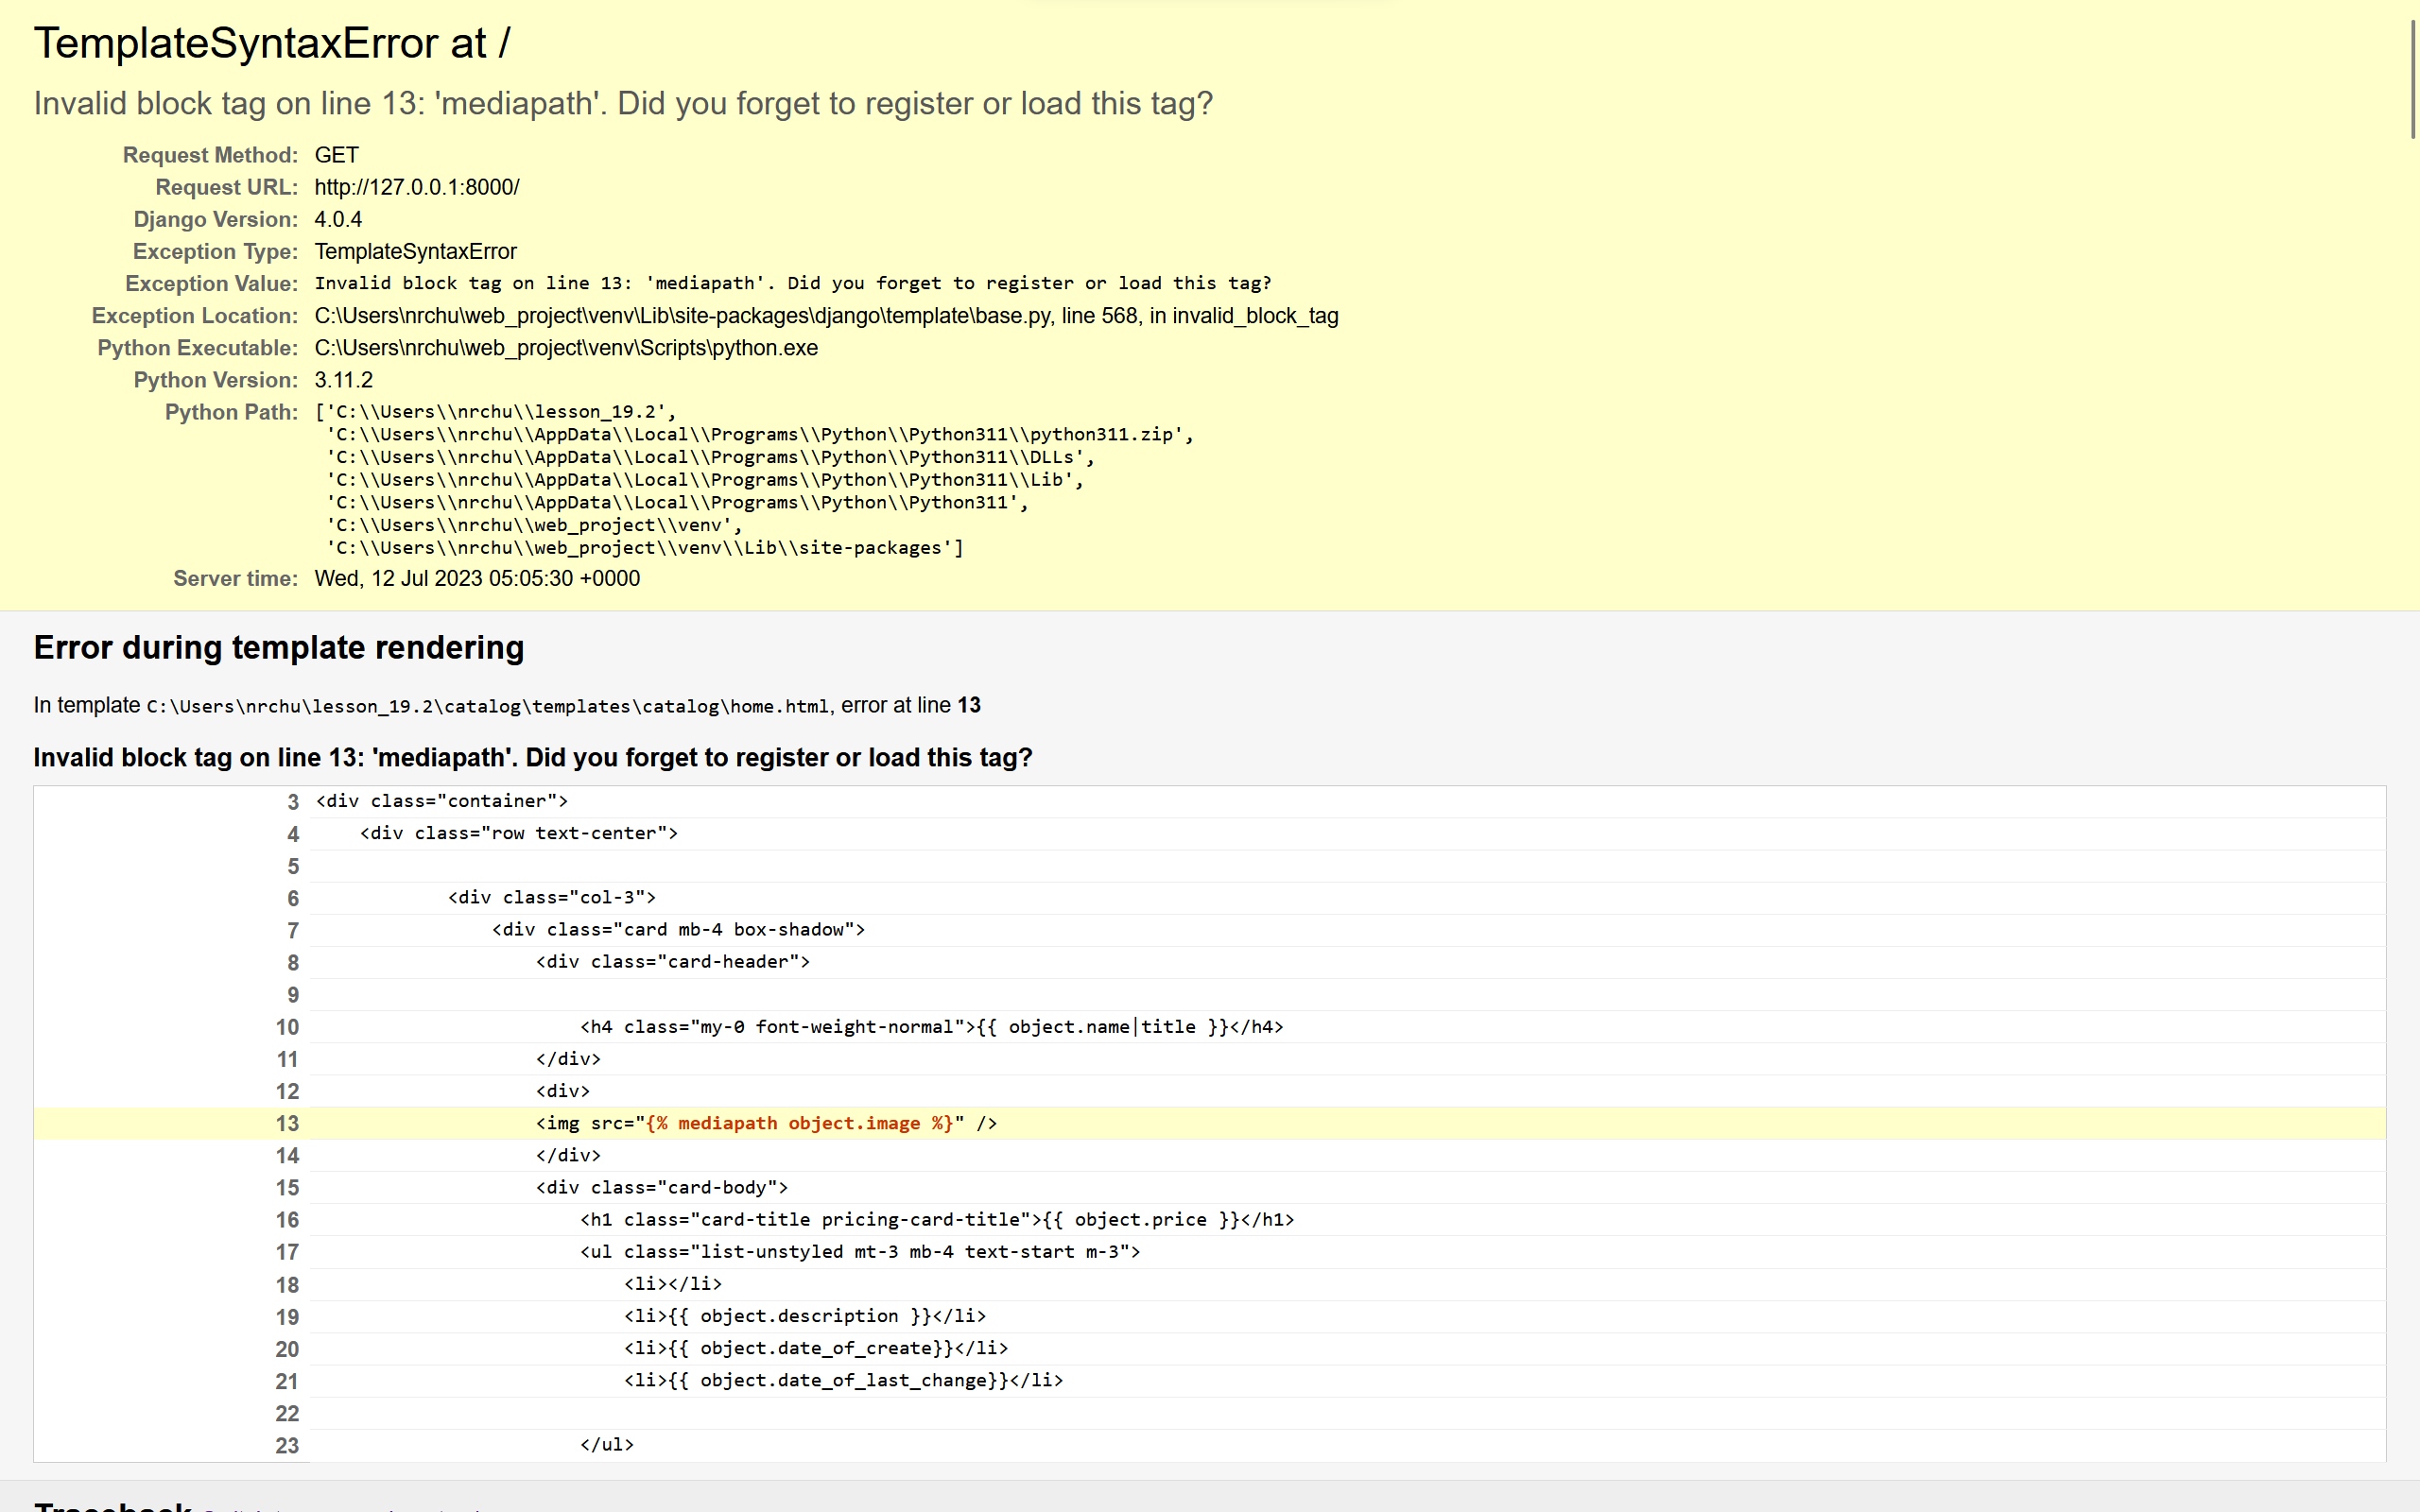 TemplateSyntaxError at /
Invalid block tag on line 13: 'mediapath'. Did you forget to register or load this tag?
Request Method: GET
Request URL: http://127.0.0.1:8000/
Django Version: 4.0.4
Exception Type: TemplateSyntaxError
Exception Value: Invalid block tag on line 13: 'mediapath'. Did you forget to register or load this tag?
Exception Location: C:\Users\nrchu\web_project\venv\Lib\site-packages\django\template\base.py, line 568, in invalid_block_tag
Python Executable: C:\Users\nrchu\web_project\venv\Scripts\python.exe
Python Version: 3.11.2
Python Path: ['C:\\Users\\nrchu\\lesson_19.2',
'C:\\Users\\nrchu\\AppData\\Local\\Programs\\Python\\Python311\\python311.zip',
'C:\\Users\\nrchu\\AppData\\Local\\Programs\\Python\\Python311\\DLLs',
'C:\\Users\\nrchu\\AppData\\Local\\Programs\\Python\\Python311\\Lib',
'C:\\Users\\nrchu\\AppData\\Local\\Programs\\Python\\Python311',
'C:\\Users\\nrchu\\web_project\\venv',
'C:\\Users\\nrchu\\web_project\\venv\\Lib\\site-packages']
Server time: Wed, 12 Jul 2023 05:05:30 +0000
Error during template rendering
In template C:\Users\nrchu\lesson_19.2\catalog\templates\catalog\home.html, error at line 13
Invalid block tag on line 13: 'mediapath'. Did you forget to register or load this tag?
3 <div class="container">
4 <div class="row text-center">
5
6 <div class="col-3">
7 <div class="card mb-4 box-shadow">
8 <div class="card-header">
9
10 <h4 class="my-0 font-weight-normal">{{ object.name|title }}</h4>
11 </div>
12 <div>
13 <img src="{% mediapath object.image %}" />
14 </div>
15 <div class="card-body">
16 <h1 class="card-title pricing-card-title">{{ object.price }}</h1>
17 <ul class="list-unstyled mt-3 mb-4 text-start m-3">
18 <li></li>
19 <li>{{ object.description }}</li>
20 <li>{{ object.date_of_create}}</li>
21 <li>{{ object.date_of_last_change}}</li>
22
23 </ul>
Traceback